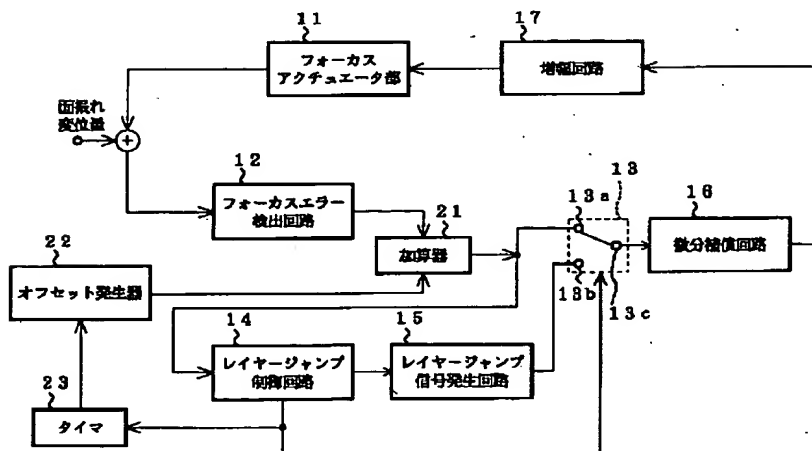 11
フォーカス
アクチュエータ部
17
増幅回路
面振れ
変位量
+
12
フォーカスエラー
検出回路
21
加算器
13
13a
13b
13c
16
微分補償回路
22
オフセット発生器
14
レイヤージャンプ
制御回路
15
レイヤージャンプ
信号発生回路
23
タイマ